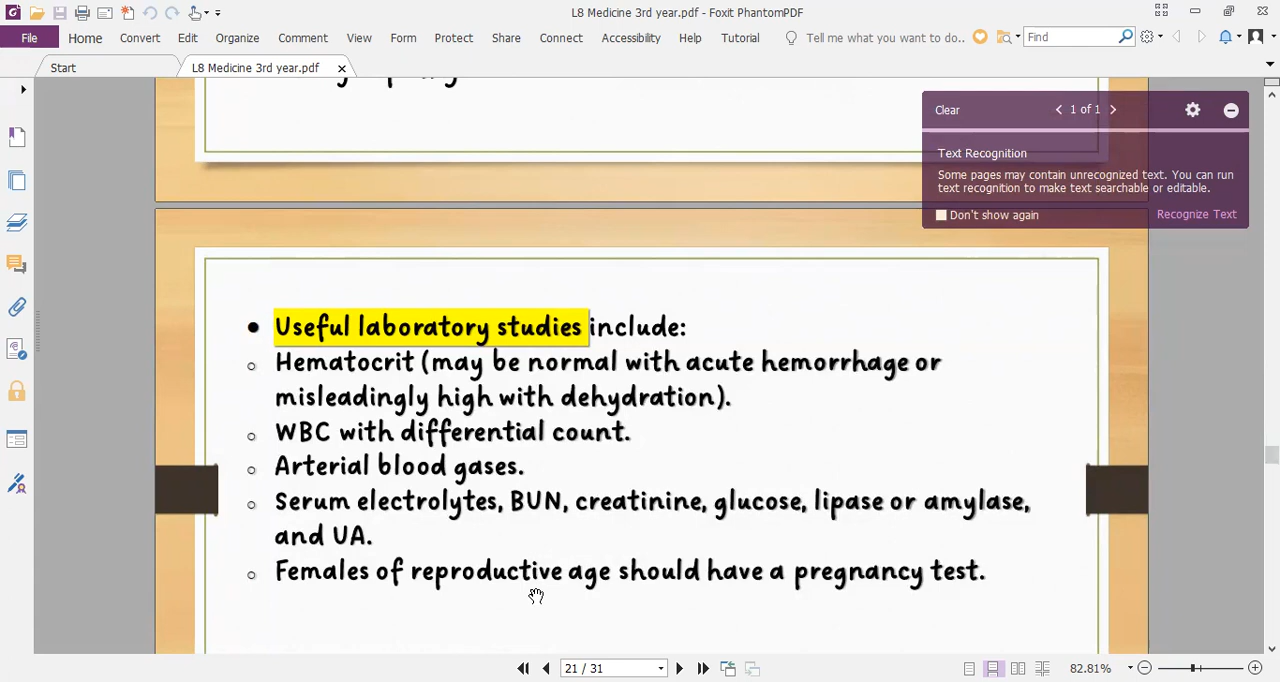 L8 Medicine 3rd year.pdf - Foxit PhantomPDF
File Home Convert Edit Organize Comment View Form Protect Share Connect Accessibility Help Tutorial Tell me what you want to do.. Find
Start L8 Medicine 3rd year.pdf
Clear 1 of 1
Text Recognition
Some pages may contain unrecognized text. You can run
text recognition to make text searchable or editable.
Don't show again Recognize Text
• Useful laboratory studies include:
○ Hematocrit (may be normal with acute hemorrhage or
misleadingly high with dehydration).
○ WBC with differential count.
○ Arterial blood gases.
○ Serum electrolytes, BUN, creatinine, glucose, lipase or amylase,
and UA.
○ Females of reproductive age should have a pregnancy test.
21 / 31 82.81%